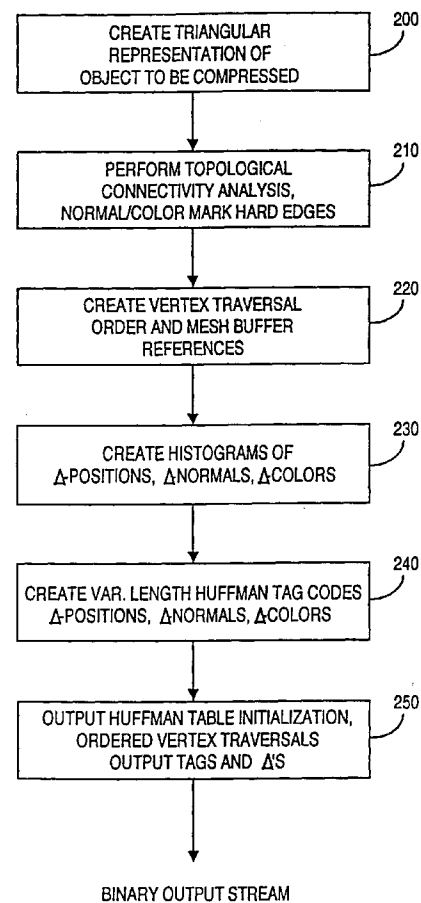 200
CREATE TRIANGULAR
REPRESENTATION OF
OBJECT TO BE COMPRESSED
210
PERFORM TOPOLOGICAL
CONNECTIVITY ANALYSIS,
NORMAL/COLOR MARK HARD EDGES
220
CREATE VERTEX TRAVERSAL
ORDER AND MESH BUFFER
REFERENCES
230
CREATE HISTOGRAMS OF
Δ-POSITIONS, ΔNORMALS, ΔCOLORS
240
CREATE VAR. LENGTH HUFFMAN TAG CODES
Δ-POSITIONS, ΔNORMALS, Δ-COLORS
250
OUTPUT HUFFMAN TABLE INITIALIZATION,
ORDERED VERTEX TRAVERSALS
OUTPUT TAGS AND Δ'S
BINARY OUTPUT STREAM